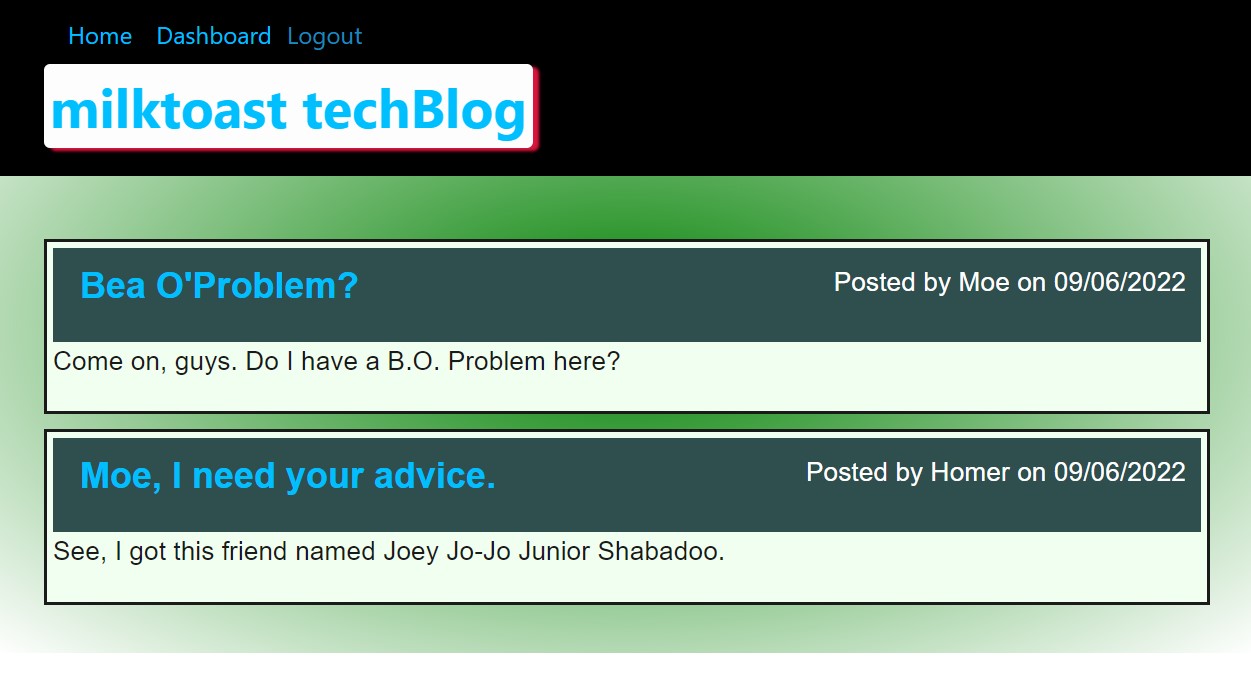 Home Dashboard Logout
milktoast techBlog
Bea O'Problem? Posted by Moe on 09/06/2022
Come on, guys. Do I have a B.O. Problem here?
Moe, I need your advice. Posted by Homer on 09/06/2022
See, I got this friend named Joey Jo-Jo Junior Shabadoo.